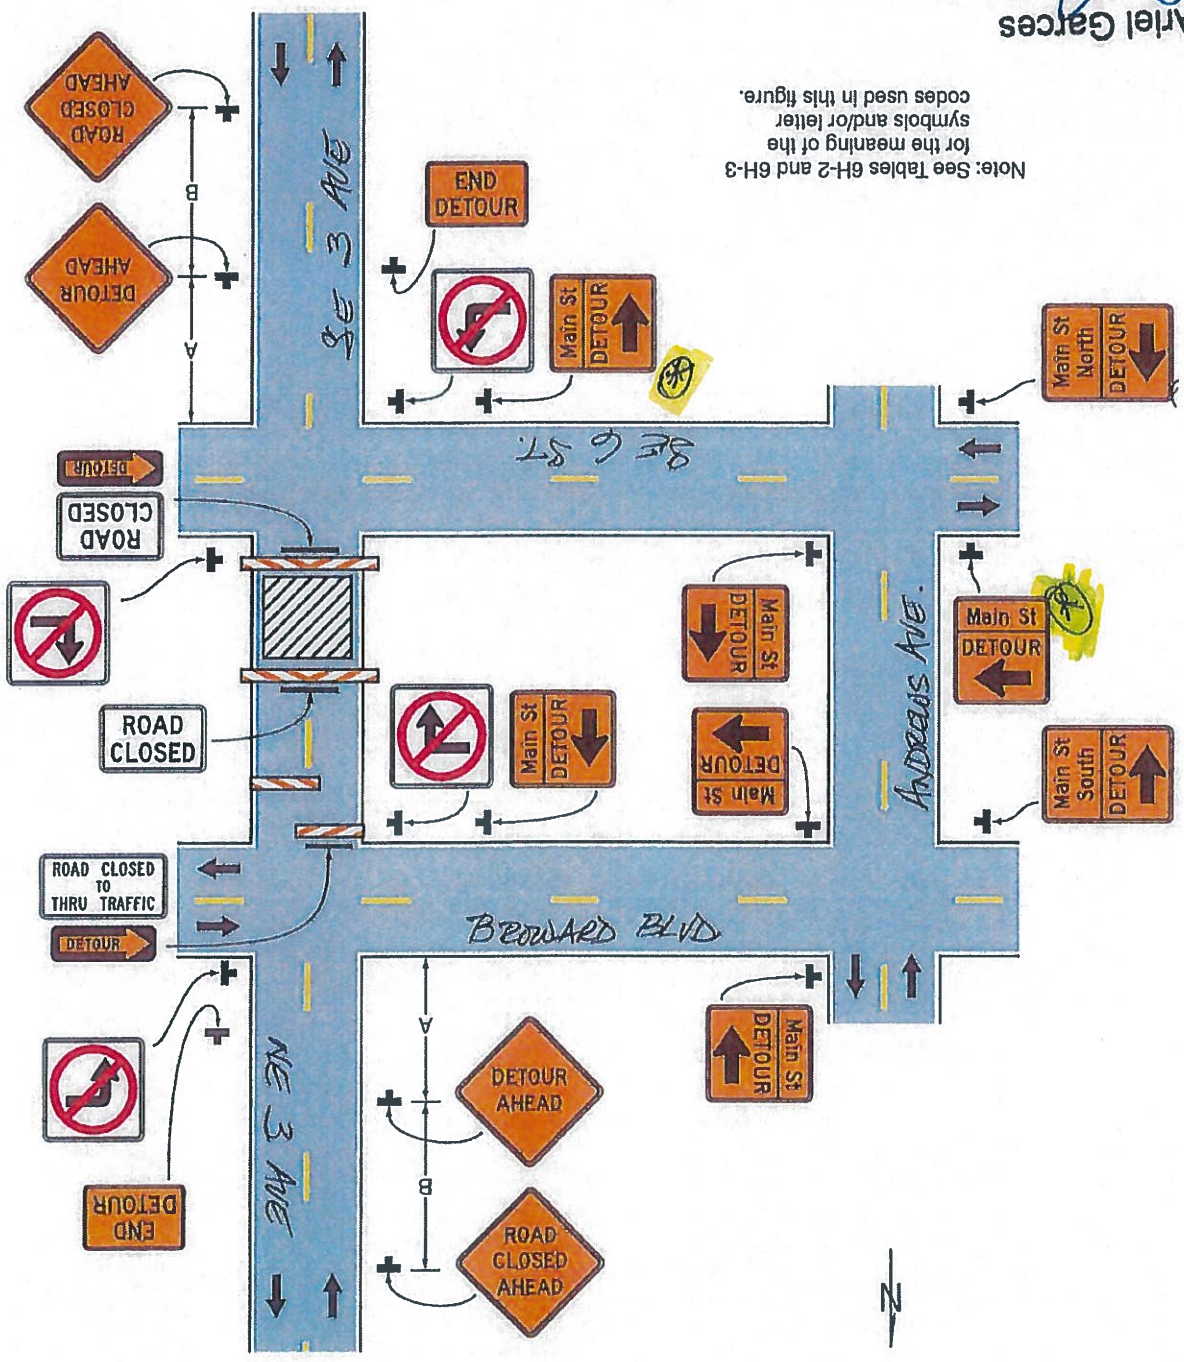 Ariel Garces
Note: See Tables 6H-2 and 6H-3
for the meaning of the
symbols and/or letter
codes used in this figure.
ROAD
CLOSED
AHEAD
B
DETOUR
AHEAD
A
SE 3 AVE
END
DETOUR
Main St
DETOUR
Main St
North
DETOUR
SE 6 ST.
DETOUR
ROAD
CLOSED
Main St
DETOUR
Main St
DETOUR
ANDREWS AVE.
ROAD
CLOSED
Main St
DETOUR
Main St
DETOUR
Main St
South
DETOUR
ROAD CLOSED
TO
THRU TRAFFIC
DETOUR
BROWARD BLVD
Main St
DETOUR
A
DETOUR
AHEAD
NE 3 AVE
B
END
DETOUR
ROAD
CLOSED
AHEAD
N